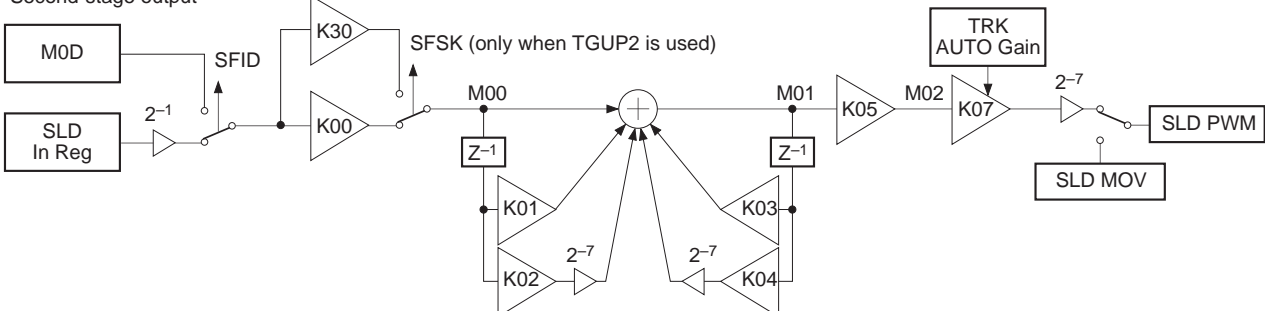 Second-stage output
K30
M0D
SFID
SFSK (only when TGUP2 is used)
TRK
AUTO Gain
2–1
M00
M01
M02
2–7
SLD
In Reg
K00
K05
K07
SLD PWM
Z–1
Z–1
SLD MOV
K01
K03
2–7
2–7
K02
K04